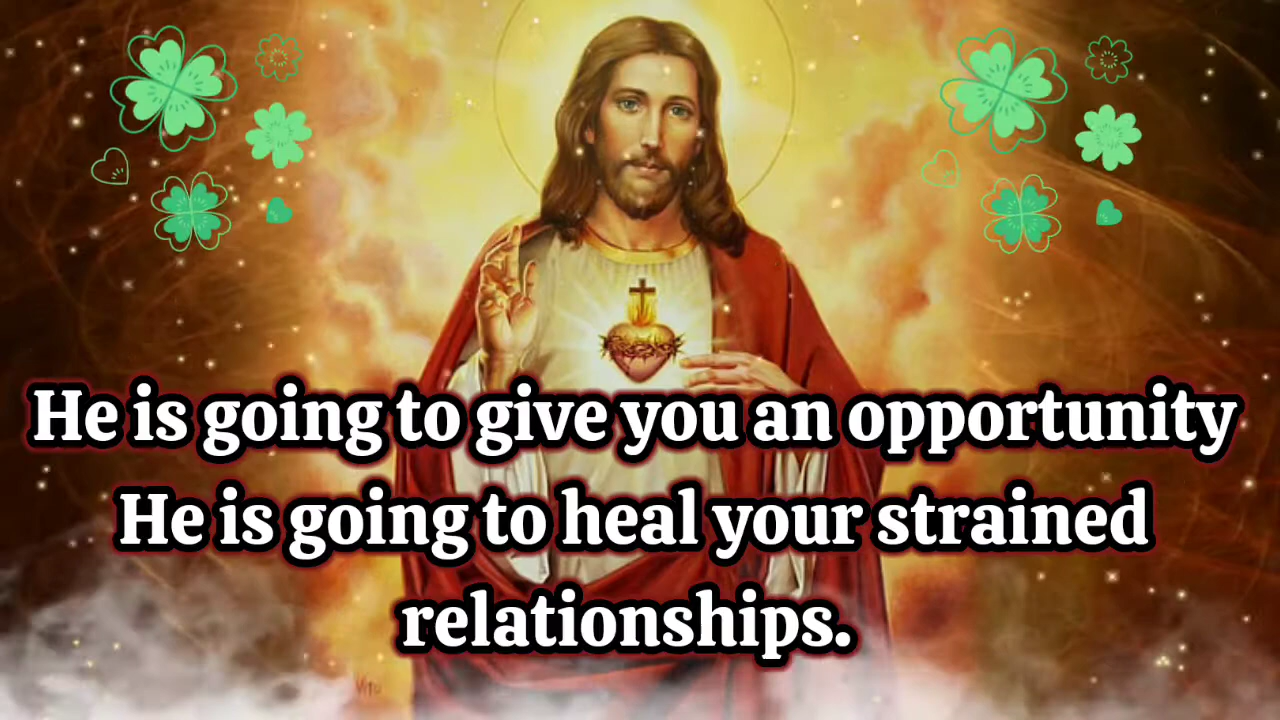 He is going to give you an opportunity
He is going to heal your strained
relationships.